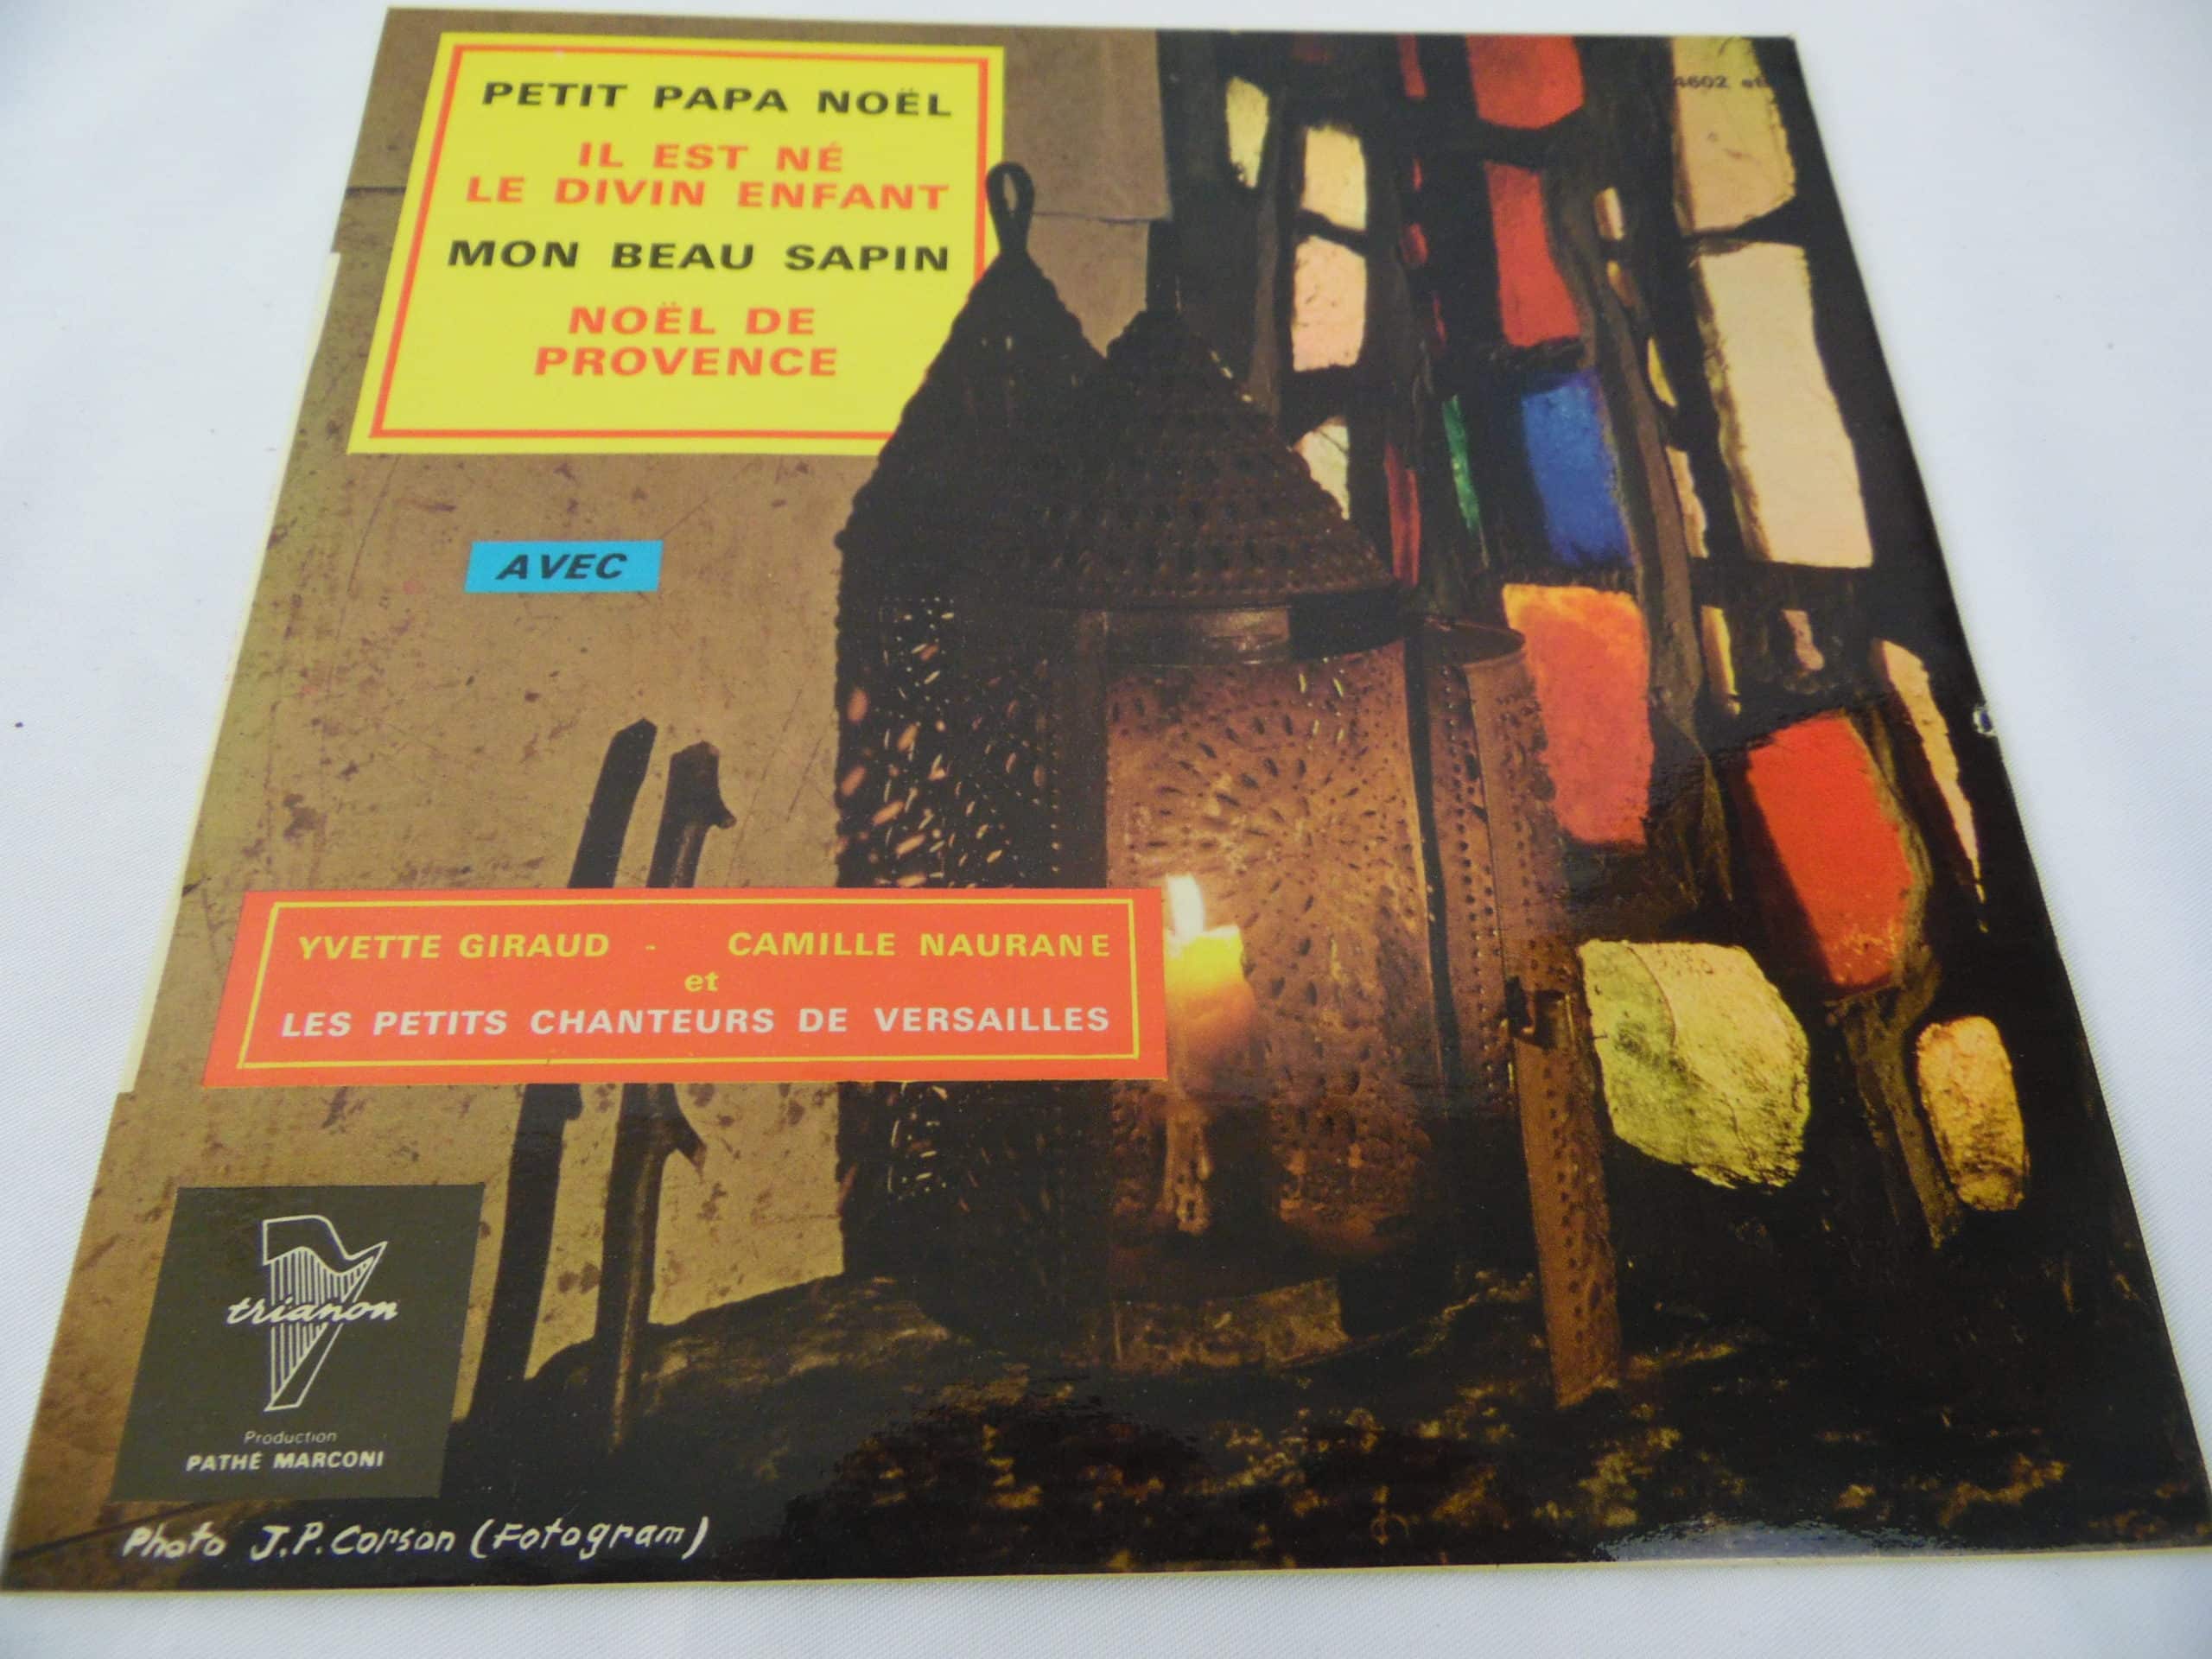 PETIT PAPA NOËL
IL EST NÉ
LE DIVIN ENFANT
MON BEAU SAPIN
NOËL DE
PROVENCE
4602
AVEC
YVETTE GIRAUD - CAMILLE NAURANE
et
LES PETITS CHANTEURS DE VERSAILLES
trianon
Production
PATHÉ MARCONI
Photo J.P. Corson (Fotogram)